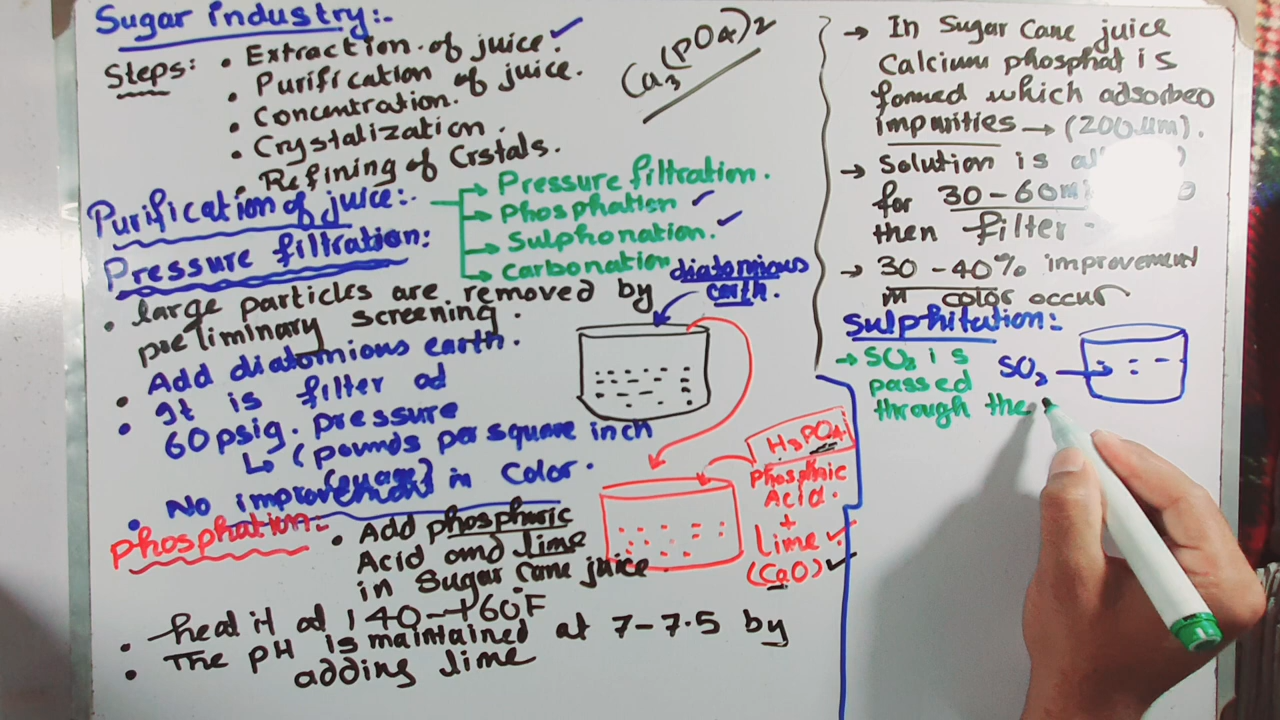 Sugar industry:-
Steps: • Extraction of juice.
• Purification of juice.
• Concentration.
• Crystalization.
• Refining of Crstals.
Ca3(PO4)2
Purification of juice:-
Pressure filtration.
Phosphation
Sulphonation.
Carbonation
Pressure filtration:
• large particles are removed by
preliminary screening.
• Add diatomious earth.
• It is filter at
60 psig. pressure
↳ (pounds per square inch
guage)
• No improvement in color.
diatomious
earth.
H3PO4
Phosphric
Acid.
+
Lime
(CaO)
Phosphation:-
• Add phosphuric
Acid and lime
in Sugar Cane juice.
• heat it at 140-160°F
• The pH is maintained at 7-7.5 by
adding lime
→ In Sugar Cane juice
Calcium phosphat is
formed which adsorbed
impurities → (200 µm).
→ Solution is
for 30-60
then filter -
→ 30-40% improvement
in color occur
Sulphitation:-
→ SO2 is
passed
through the
SO2